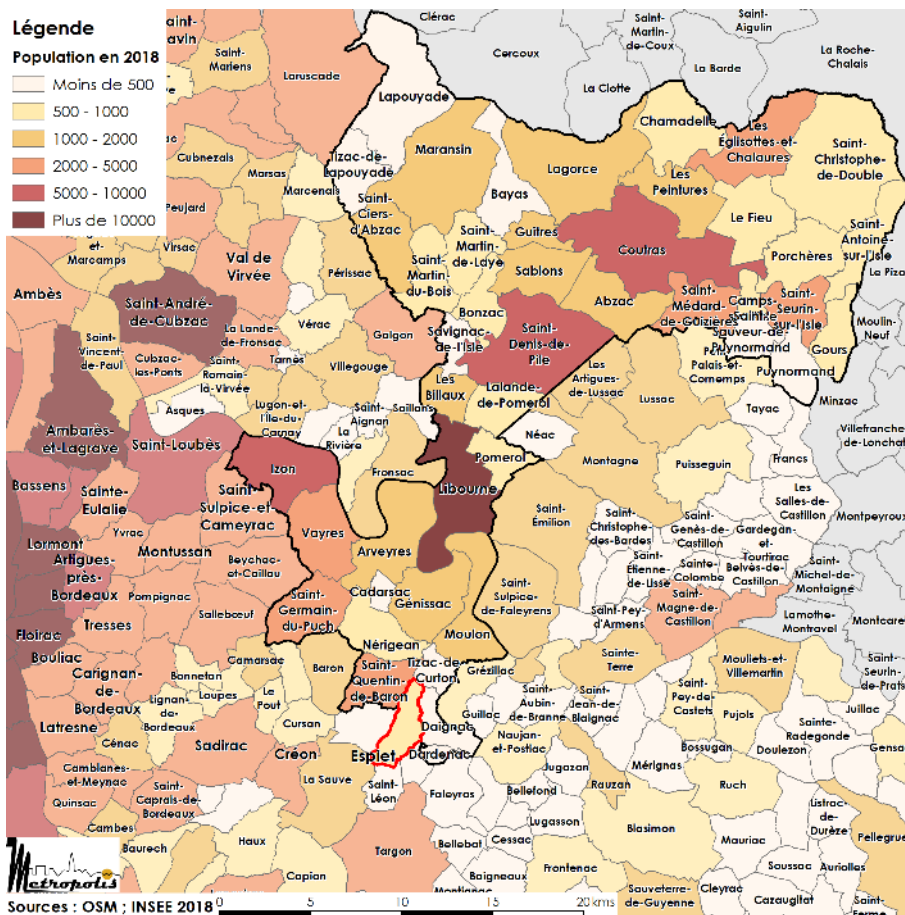 Légende
Population en 2018
Moins de 500
500 - 1000
1000 - 2000
2000 - 5000
5000 - 10000
Plus de 10000
Saint-
Mariens
Laruscade
Clérac
Cercoux
Saint-
Martin-
de-Coux
Saint-
Aigulin
La Barde
La Roche-
Chalais
La Clotte
Lapouyade
Maransin
Tizac-de-
Lapouyade
Cubnezais
Marsas
Marcenais
Saint-
Ciers-
d'Abzac
Bayas
Lagorce
Chamadelle
Les
Églisottes-et-
Chalaures
Saint-
Christophe-
de-Double
Les
Peintures
Le Fieu
Saint-
Antoine-
sur-l'Isle
Porchères
Peujard
et-
Marcamps
Virsac
Val de
Virvée
Périssac
Saint-
Martin-
du-Bois
Saint-
Martin-
de-Laye
Guîtres
Sablons
Coutras
Abzac
Saint-
Médard-
de-Guizières
Camps-
Saint-
Seurin-
sur-l'Isle
Sauveur-de-
Puynormand
Puynormand
Gours
Moulin-
Neuf
Minzac
Ambès
Saint-André-
de-Cubzac
Saint-
Vincent-
de-Paul
Cubzac-
les-Ponts
La Lande-
de-Fronsac
Tarnès
Vérac
Galgon
Savignac-
de-l'Isle
Bonzac
Saint-
Denis-de-
Pile
Saint-
Romain-
la-Virvée
Villegouge
Asques
Lugon-et-
l'Île-du-
Carnay
Saint-
Aignan
La
Rivière
Saillans
Les
Billaux
Lalande-
de-Pomerol
Les
Artigues-
de-Lussac
Palais-et-
Cornemps
Lussac
Tayac
Francs
Villefranche-
de-Lonchat
Ambarès-
et-Lagrave
Saint-Loubès
Izon
Fronsac
Libourne
Néac
Pomerol
Montagne
Puisseguin
Bassens
Sainte-
Eulalie
Saint-
Sulpice-et-
Cameyrac
Vayres
Arveyres
Saint-
Émilion
Saint-
Christophe-
des-Bardes
Saint-
Genès-de-
Castillon
Les
Salles-de-
Castillon
Gardegan-
et-
Tourtirac
Belvès-de-
Castillon
Montpeyroux
Lormont
Yvrac
Montussan
Artigues-
près-
Bordeaux
Beychac-
et-Caillau
Pompignac
Cadarsac
Génissac
Saint-
Étienne-
de-Lisse
Sainte-
Colombe
Saint-
Michel-de-
Montaigne
Saint-
Sulpice-
de-Faleyrens
Saint-Pey-
d'Armens
Saint-
Magne-de-
Castillon
Lamothe-
Montravel
Tresses
Sallebœuf
Saint-
Germain-
du-Puch
Floirac
Bouliac
Nérigean
Moulon
Carignan-
de-
Bordeaux
Bonnetan
Camarsac
Baron
Saint-
Quentin-
de-Baron
Tizac-de-
Curton
Grézillac
Sainte-
Terre
Mouliets-et-
Villemartin
Saint-
Seurin-
de-Prats
Lignan-
de-
Bordeaux
Loupes
Le
Pout
Cursan
Latresne
Cénac
Sadirac
Créon
Espiet
Daignac
Dardenac
Guillac
Saint-
Aubin-
de-Branne
Saint-
Jean-de-
Blaignac
Saint-
Pey-de-
Castets
Pujols
Juillac
Sainte-
Radegonde
Naujan-
et-Postiac
Bossugan
Doulezon
Mérignas
Jugazan
Camblanes-
et-Meynac
Quinsac
Saint-
Caprais-de-
Bordeaux
La Sauve
Saint-
Léon
Faleyras
Bellefond
Rauzan
Ruch
Listrac-
de-
Durèze
Cambes
Baurech
Haux
Capian
Targon
Lugasson
Cessac
Bellebat
Baigneaux
Frontenac
Blasimon
Mauriac
Soussac
Auriolles
Pellegrue
Sauveterre-
de-Guyenne
Cleyrac
Cazaugitat
Metropolis
Sources : OSM ; INSEE 2018
0 5 10 20 kms